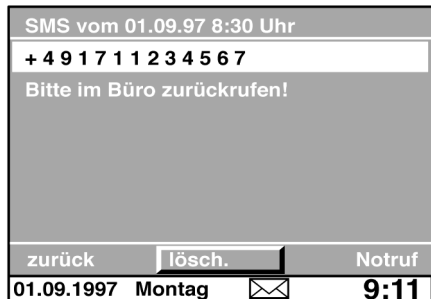 SMS vom 01.09.97 8:30 Uhr
+491711234567
Bitte im Büro zurückrufen!
zurück lösch. Notruf
01.09.1997 Montag 9:11